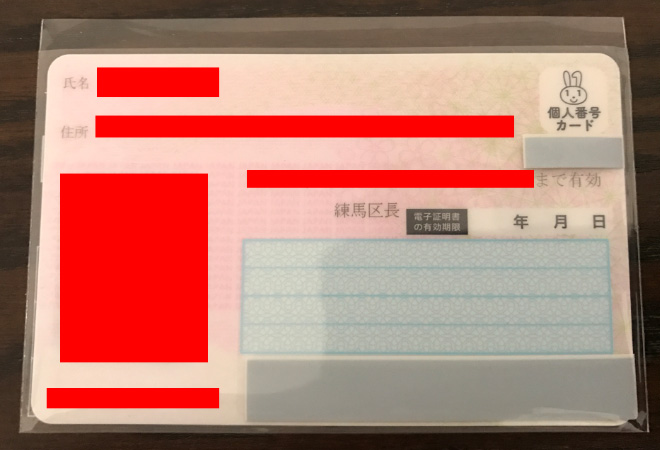 氏名
個人番号
カード
住所
まで有効
練馬区長
電子証明書
の有効期限
年 月 日